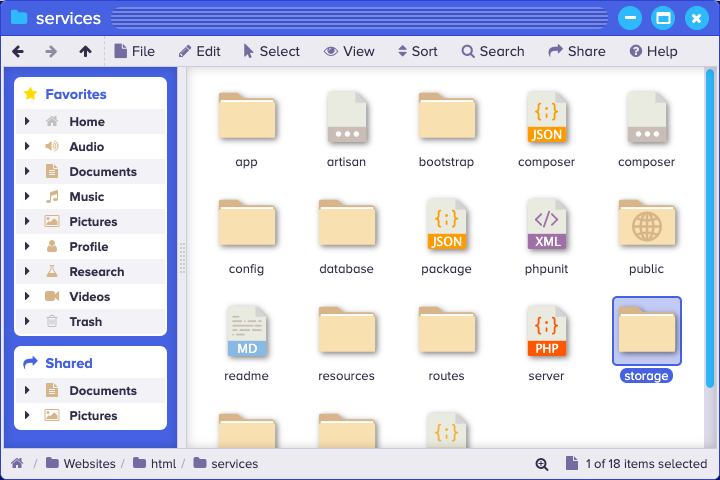 services
File Edit Select View Sort Search Share Help
Favorites
Home
Audio
Documents
Music
Pictures
Profile
Research
Videos
Trash
Shared
Documents
Pictures
app
artisan
bootstrap
JSON
composer
composer
config
database
JSON
package
XML
phpunit
public
MD
readme
resources
routes
PHP
server
storage
/ Websites / html / services
1 of 18 items selected